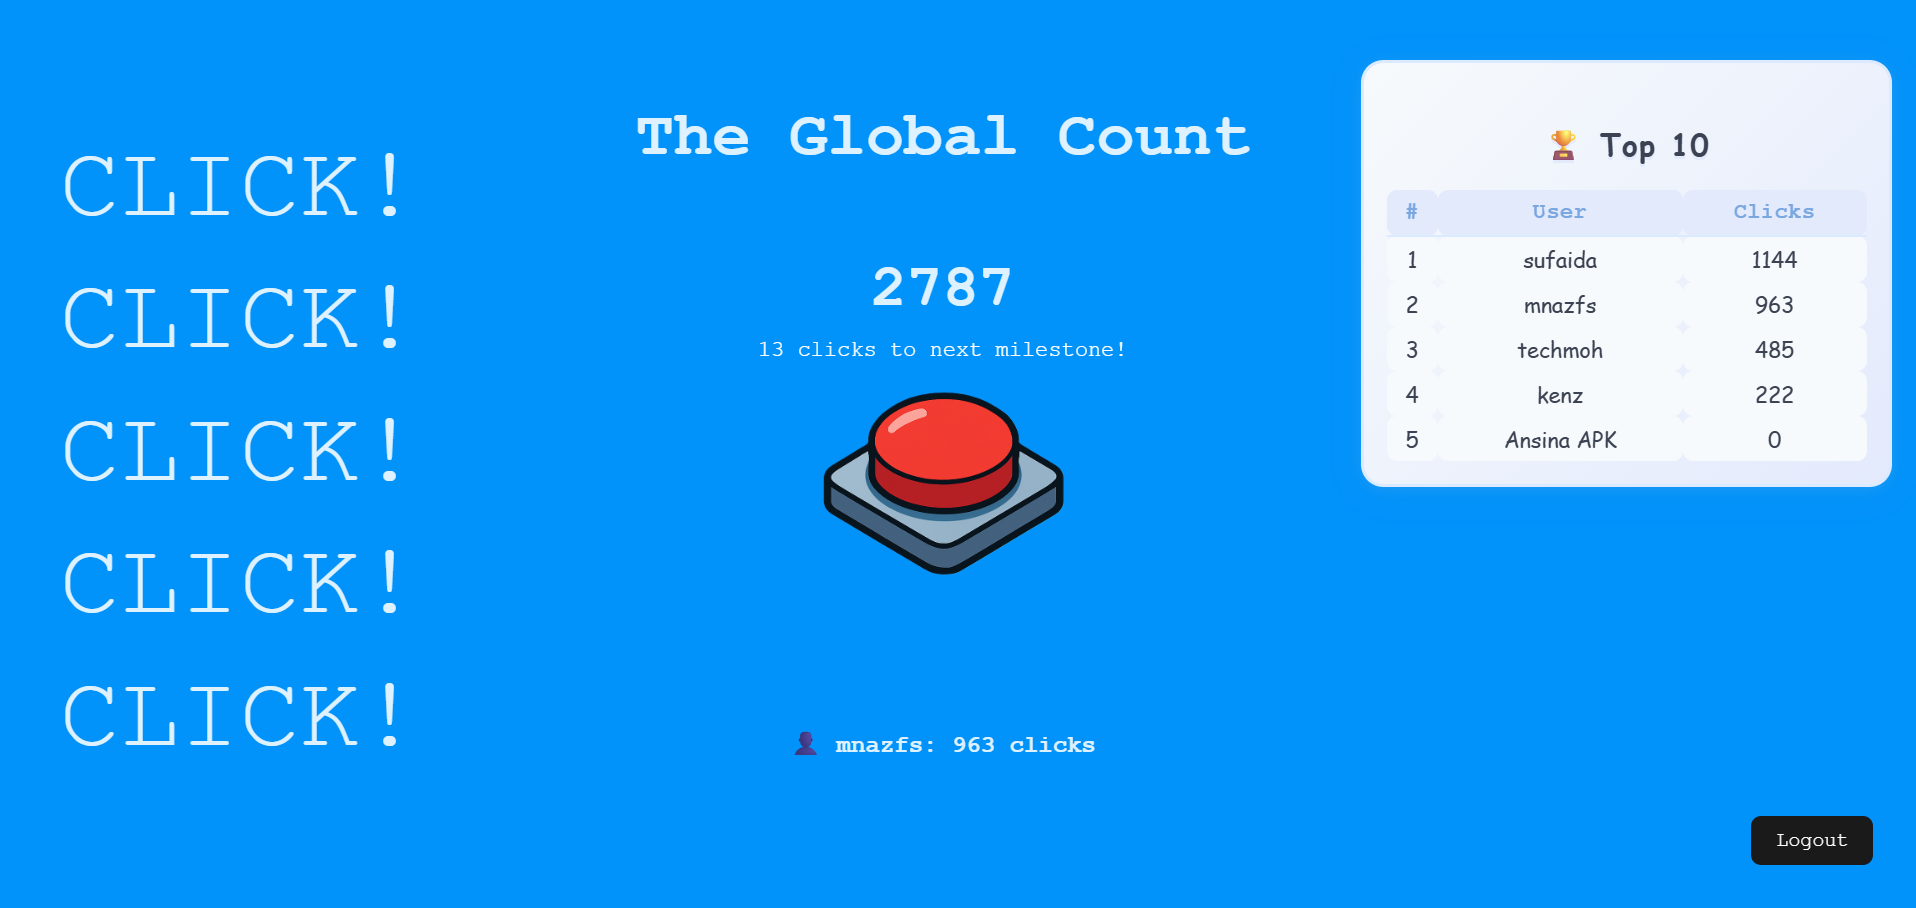 CLICK!
CLICK!
CLICK!
CLICK!
CLICK!
The Global Count
2787
13 clicks to next milestone!
👤 mnazfs: 963 clicks
🏆 Top 10
# User Clicks
1 sufaida 1144
2 mnazfs 963
3 techmoh 485
4 kenz 222
5 Ansina APK 0
Logout